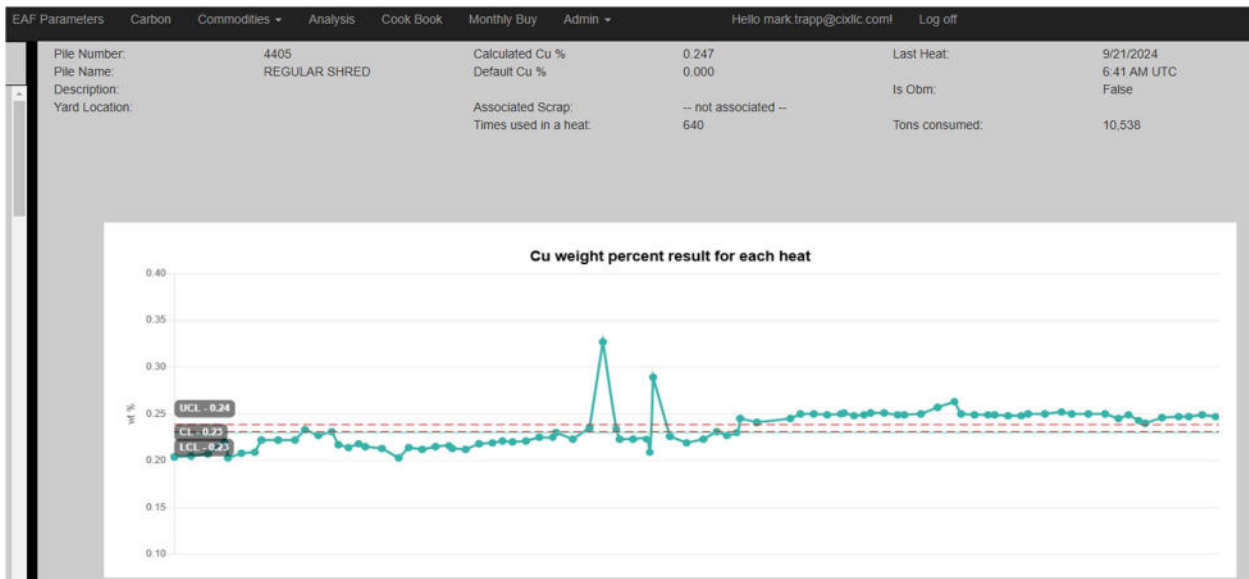 EAF Parameters Carbon Commodities Analysis Cook Book Monthly Buy Admin Hello mark.trapp@cixllc.com! Log off
Pile Number: 4405 Calculated Cu % 0.247 Last Heat: 9/21/2024
Pile Name: REGULAR SHRED Default Cu % 0.000 6:41 AM UTC
Description: Is Obm: False
Yard Location: Associated Scrap: -- not associated --
Times used in a heat: 640 Tons consumed: 10,538
Cu weight percent result for each heat
0.40
0.35
0.30
wt %
0.25
UCL - 0.24
CL - 0.23
LCL - 0.23
0.20
0.15
0.10